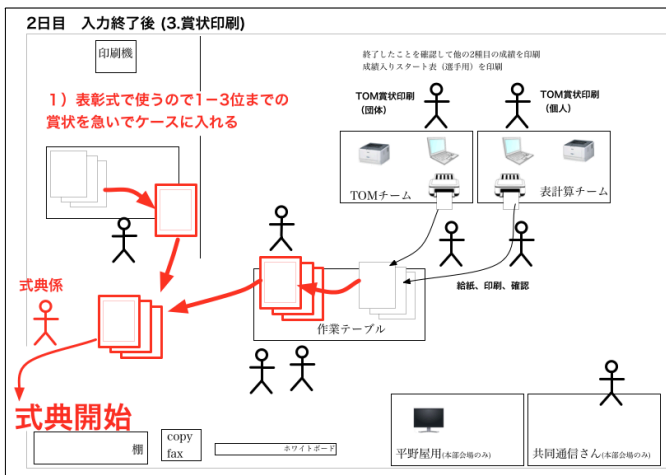 2日目　入力終了後 (3.賞状印刷)
印刷機
終了したことを確認して他の2種目の成績を印刷
成績入りスタート表（選手用）を印刷
1）表彰式で使うので1－3位までの
賞状を急いでケースに入れる
TOM賞状印刷
（団体）
TOM賞状印刷
（個人）
TOMチーム
表計算チーム
給紙、印刷、確認
式典係
作業テーブル
式典開始
棚
copy
fax
ホワイトボード
平野屋用(本部会場のみ)
共同通信さん(本部会場のみ)